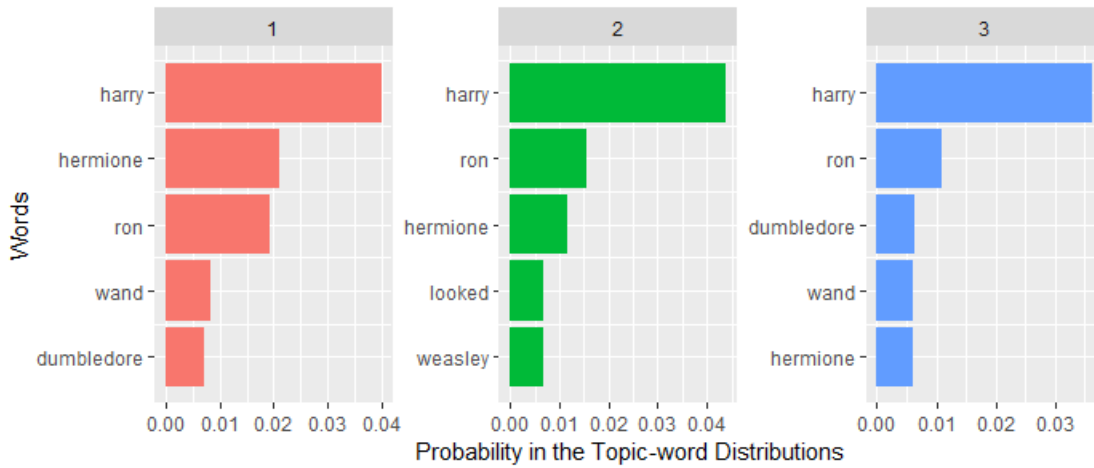 1 2 3
Words
harry
hermione
ron
wand
dumbledore
0.00 0.01 0.02 0.03 0.04
harry
ron
hermione
looked
weasley
0.00 0.01 0.02 0.03 0.04
harry
ron
dumbledore
wand
hermione
0.00 0.01 0.02 0.03
Probability in the Topic-word Distributions